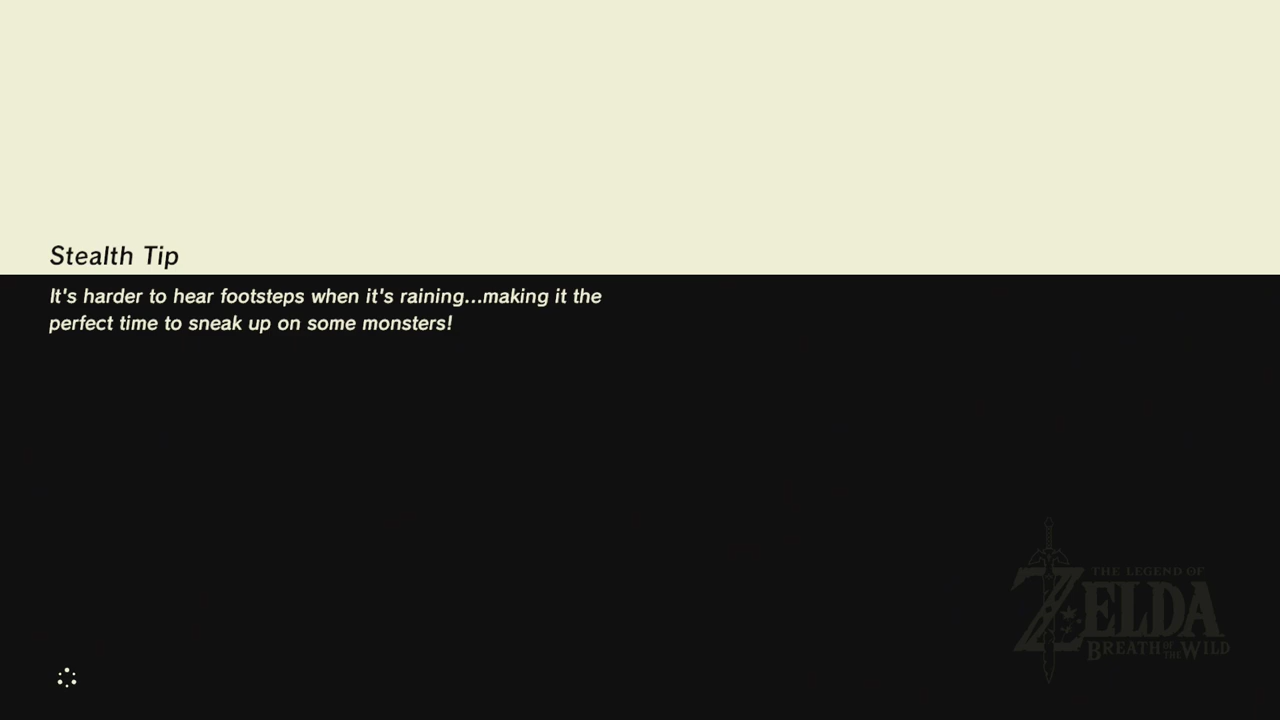 Stealth Tip
It's harder to hear footsteps when it's raining...making it the
perfect time to sneak up on some monsters!
THE LEGEND OF
ZELDA
BREATH OF THE WILD